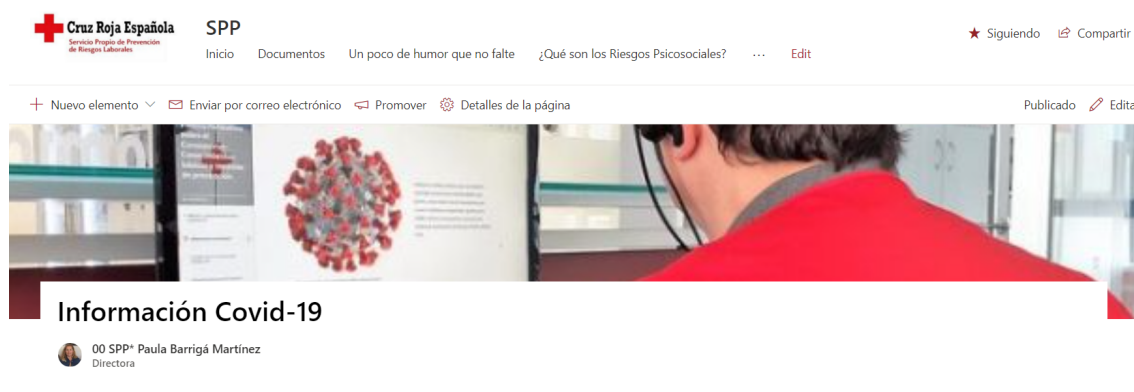 Cruz Roja Española
Servicio Propio de Prevención
de Riesgos Laborales
SPP
Inicio Documentos Un poco de humor que no falte ¿Qué son los Riesgos Psicosociales? ... Edit
Siguiendo Compartir
Nuevo elemento Enviar por correo electrónico Promover Detalles de la página
Publicado Edita
Información Covid-19
00 SPP* Paula Barrigá Martínez
Directora